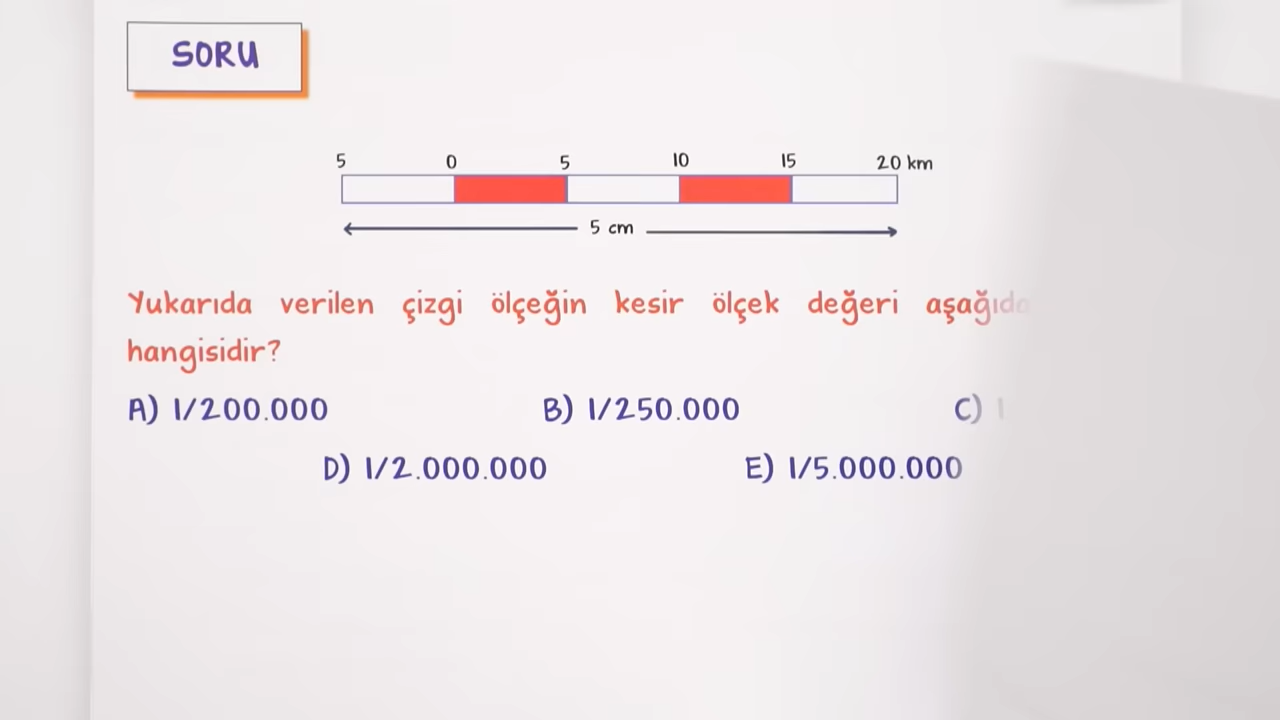 SORU
5 0 5 10 15 20 km
5 cm
Yukarıda verilen çizgi ölçeğin kesir ölçek değeri
hangisidir?
A) 1/200.000 B) 1/250.000 C) 1
D) 1/2.000.000 E) 1/5.000.000